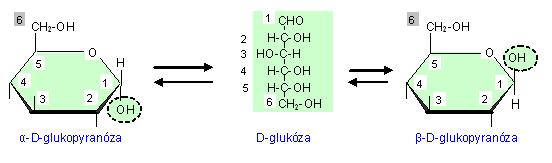 6
CH₂-OH
5
O
H
4
1
3
2
OH
α-D-glukopyranóza
1 CHO
2 H-C-OH
3 HO-C-H
4 H-C-OH
5 H-C-OH
6 CH₂-OH
D-glukóza
6
CH₂-OH
5
O
OH
4
1
3
2
H
β-D-glukopyranóza